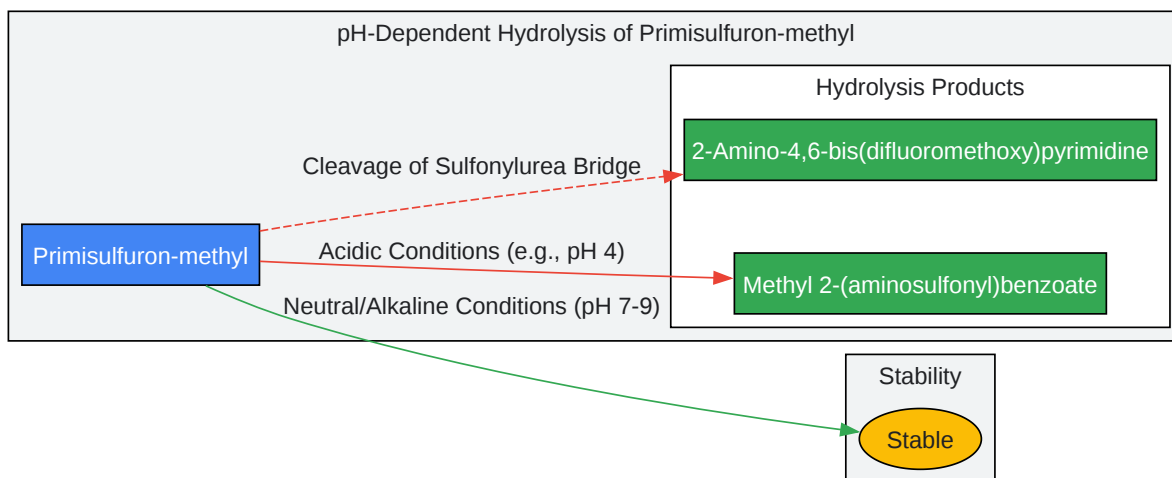 pH-Dependent Hydrolysis of Primisulfuron-methyl
Hydrolysis Products
2-Amino-4,6-bis(difluoromethoxy)pyrimidine
Cleavage of Sulfonylurea Bridge
Primisulfuron-methyl
Acidic Conditions (e.g., pH 4)
Methyl 2-(aminosulfonyl)benzoate
Neutral/Alkaline Conditions (pH 7-9)
Stability
Stable